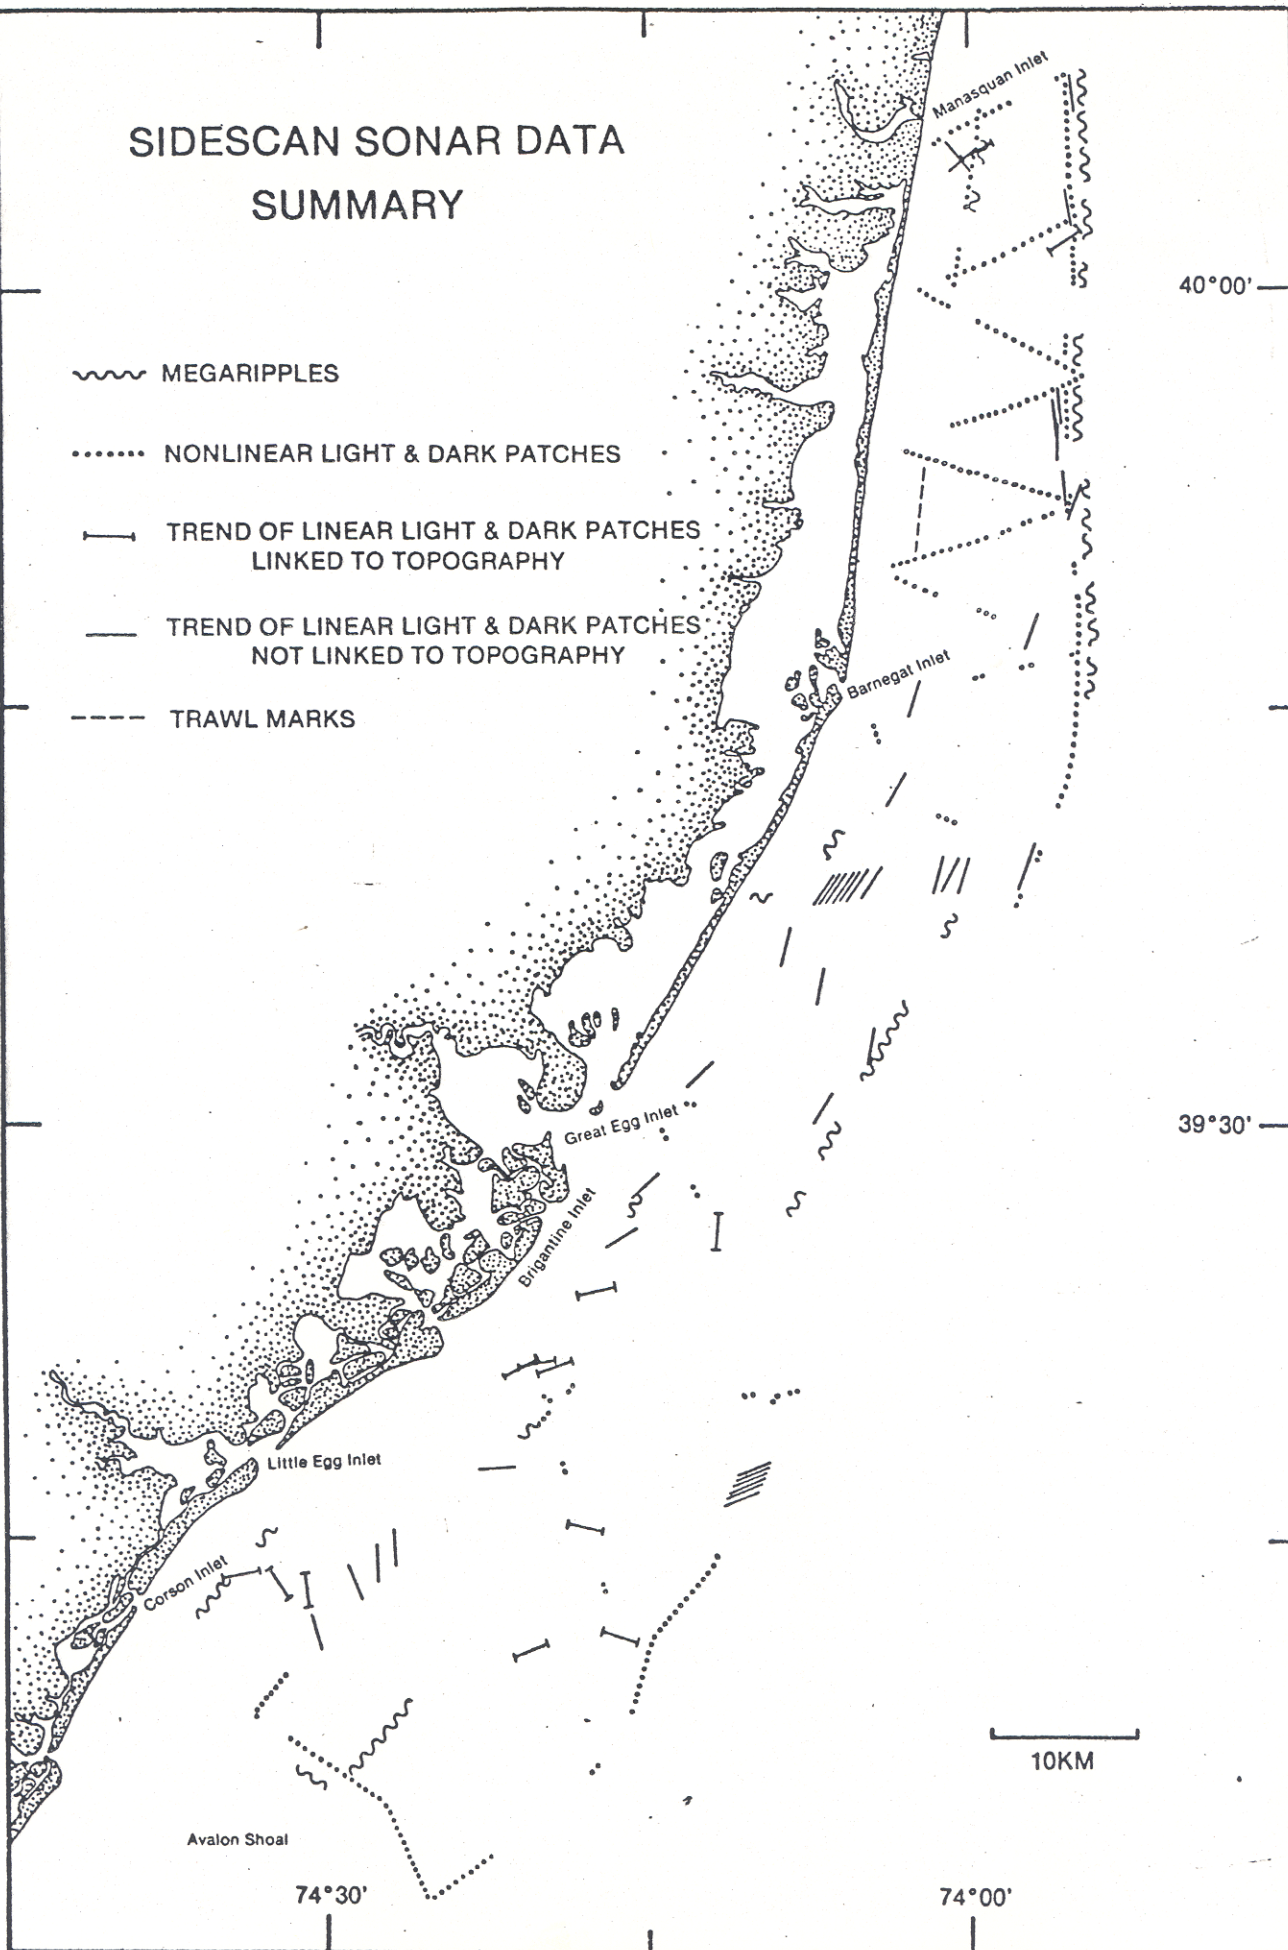 SIDESCAN SONAR DATA
SUMMARY
Manasquan Inlet
40°00'
MEGARIPPLES
NONLINEAR LIGHT & DARK PATCHES
TREND OF LINEAR LIGHT & DARK PATCHES
LINKED TO TOPOGRAPHY
TREND OF LINEAR LIGHT & DARK PATCHES
NOT LINKED TO TOPOGRAPHY
Barnegat Inlet
TRAWL MARKS
Great Egg Inlet
39°30'
Brigantine Inlet
Little Egg Inlet
Corson Inlet
10KM
Avalon Shoal
74°30'
74°00'